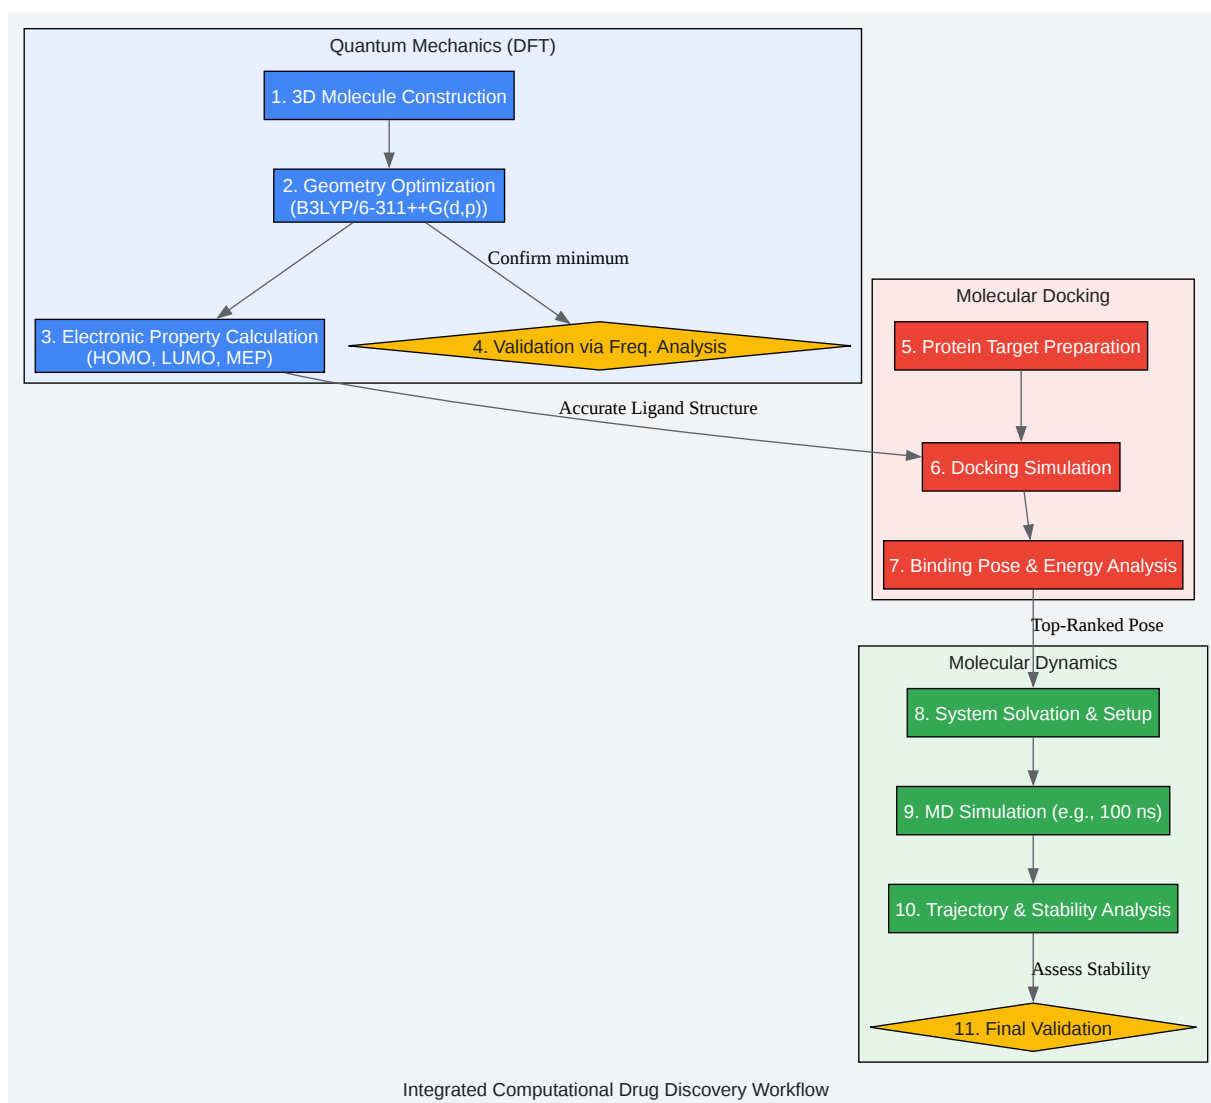 Quantum Mechanics (DFT)
1. 3D Molecule Construction
2. Geometry Optimization
(B3LYP/6-311++G(d,p))
Confirm minimum
3. Electronic Property Calculation
(HOMO, LUMO, MEP)
4. Validation via Freq. Analysis
Accurate Ligand Structure
Molecular Docking
5. Protein Target Preparation
6. Docking Simulation
7. Binding Pose & Energy Analysis
Top-Ranked Pose
Molecular Dynamics
8. System Solvation & Setup
9. MD Simulation (e.g., 100 ns)
10. Trajectory & Stability Analysis
Assess Stability
11. Final Validation
Integrated Computational Drug Discovery Workflow